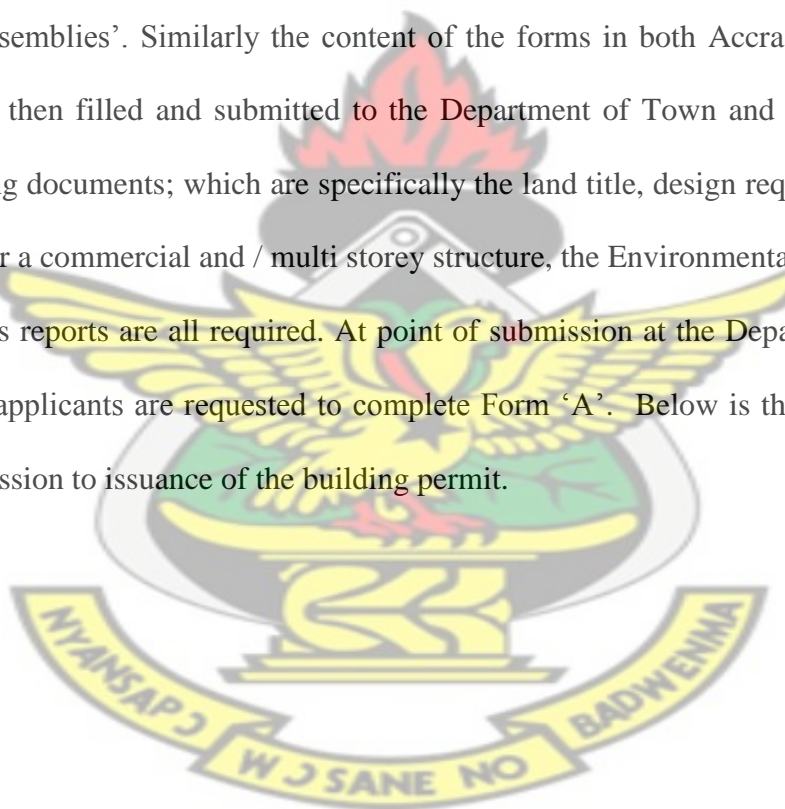 semblies’. Similarly the content of the forms in both Accra
then filled and submitted to the Department of Town and
g documents; which are specifically the land title, design req
r a commercial and / multi storey structure, the Environmenta
s reports are all required. At point of submission at the Depa
applicants are requested to complete Form ‘A’. Below is th
ssion to issuance of the building permit.
NYANSAPƆ
WƆSANE NO
BADWENMA